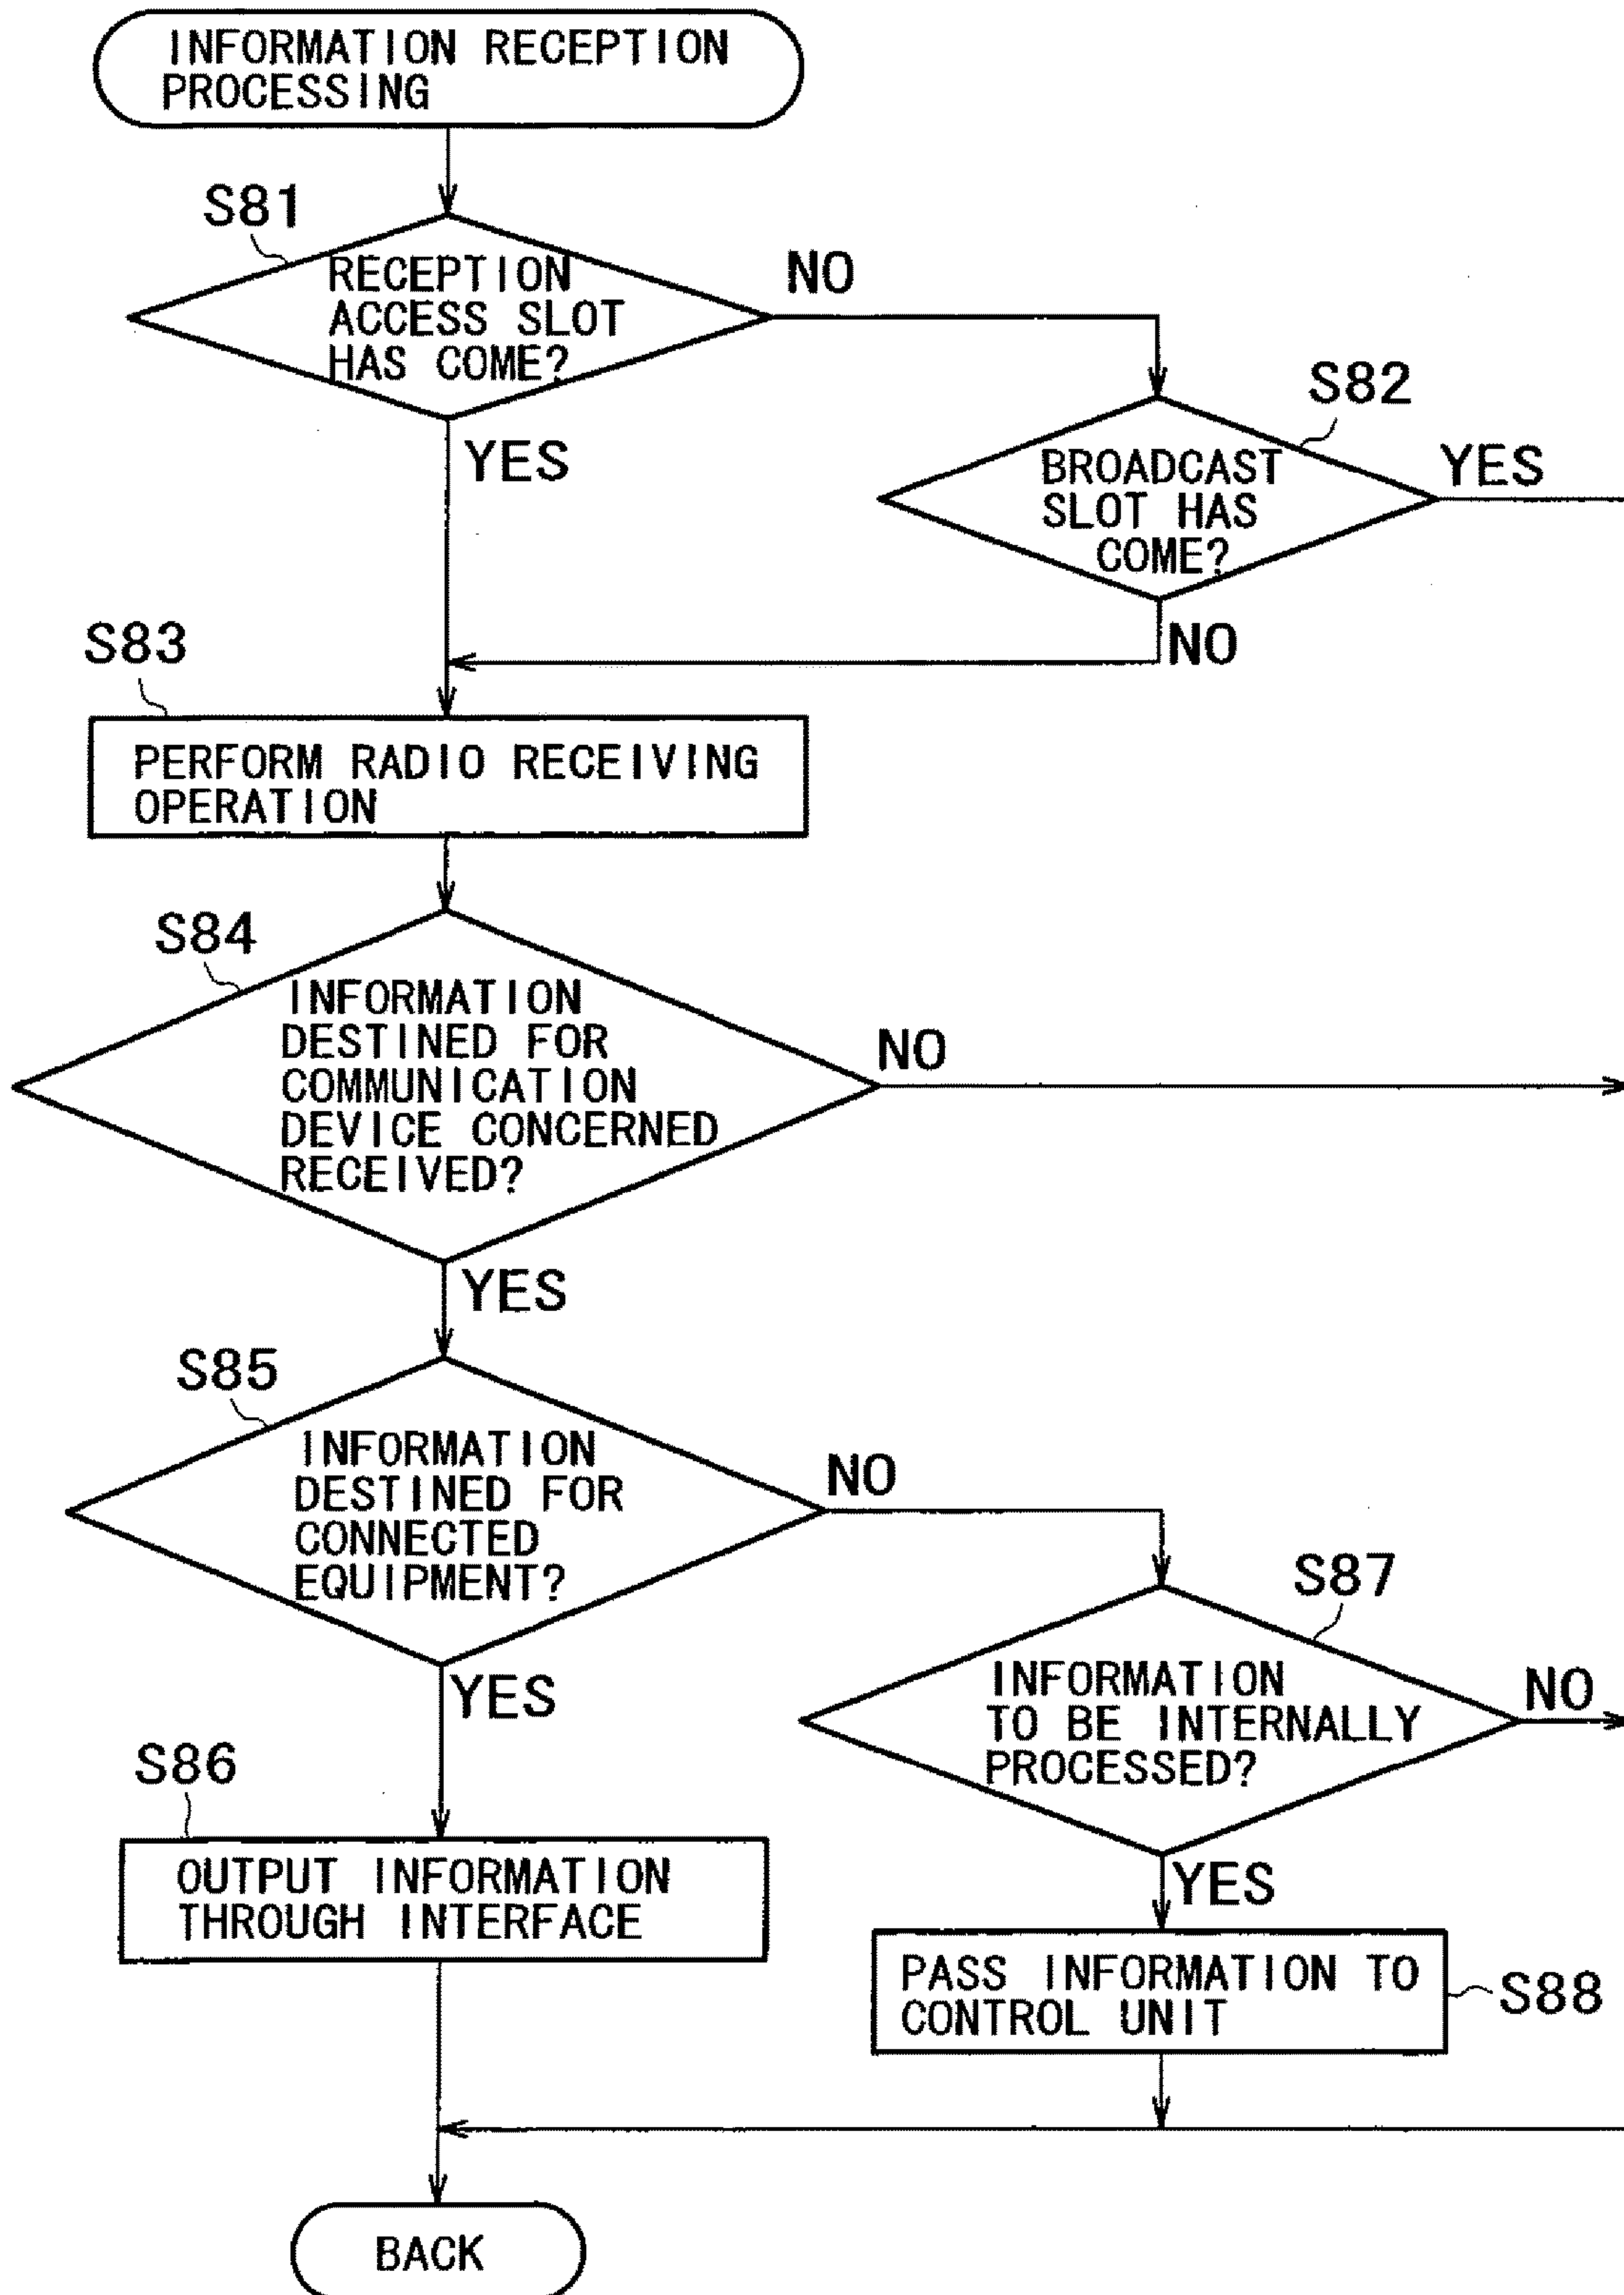 INFORMATION RECEPTION
PROCESSING
S81
RECEPTION
ACCESS SLOT
HAS COME?
NO
YES
S82
BROADCAST
SLOT HAS
COME?
YES
NO
S83
PERFORM RADIO RECEIVING
OPERATION
S84
INFORMATION
DESTINED FOR
COMMUNICATION
DEVICE CONCERNED
RECEIVED?
NO
YES
S85
INFORMATION
DESTINED FOR
CONNECTED
EQUIPMENT?
NO
YES
S87
INFORMATION
TO BE INTERNALLY
PROCESSED?
NO
YES
S86
OUTPUT INFORMATION
THROUGH INTERFACE
PASS INFORMATION TO
CONTROL UNIT
S88
BACK